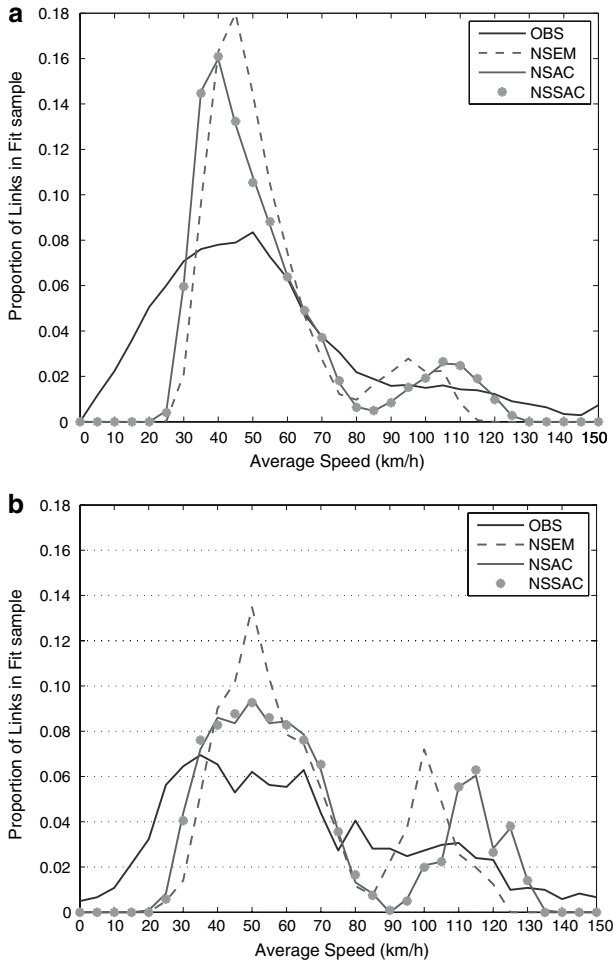 a
0.18
0.16
0.14
0.12
0.10
0.08
0.06
0.04
0.02
0
Proportion of Links in Fit sample
OBS
NSEM
NSAC
NSSAC
0 10 20 30 40 50 60 70 80 90 100 110 120 130 150
Average Speed (km/h)
b
0.18
0.16
0.14
0.12
0.10
0.08
0.06
0.04
0.02
0
Proportion of Links in Fit sample
OBS
NSEM
NSAC
NSSAC
0 10 20 30 40 50 60 70 80 90 100 110 120 130 140 150
Average Speed (km/h)